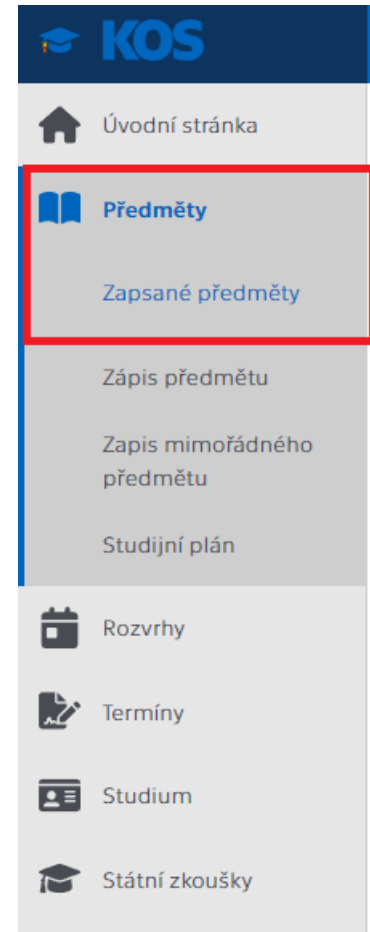 KOS
Úvodní stránka
Předměty
Zapsané předměty
Zápis předmětu
Zapis mimořádného
předmětu
Studijní plán
Rozvrhy
Termíny
Studium
Státní zkoušky